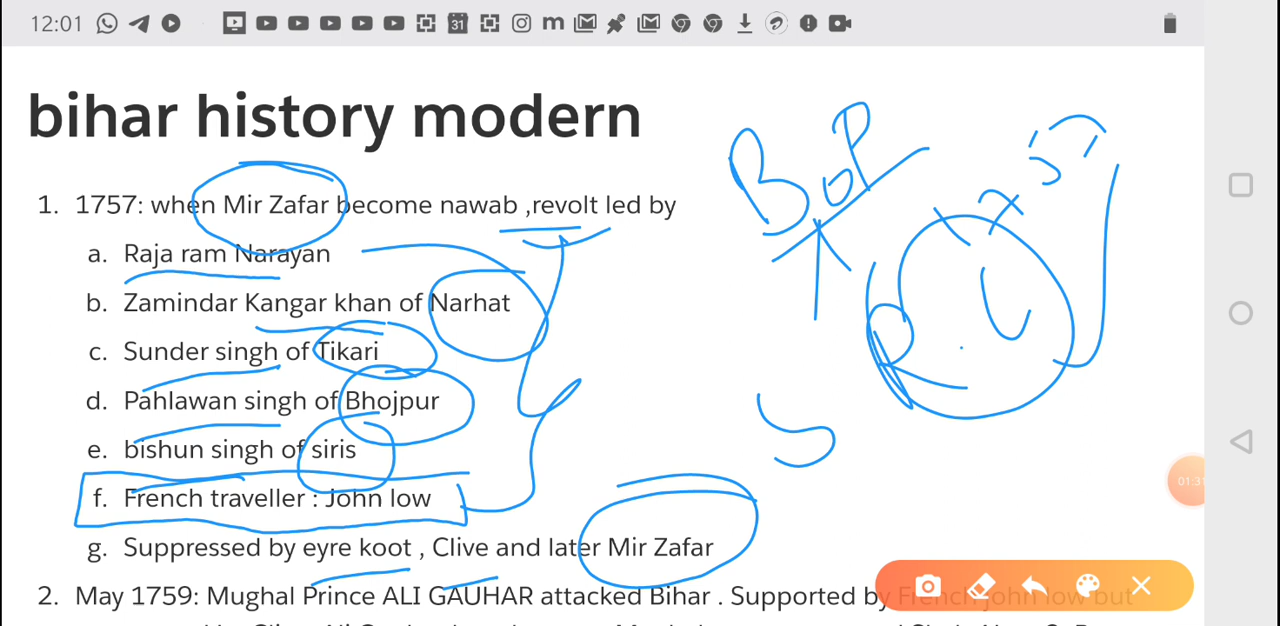 12:01
31
bihar history modern
BoP
1757
1. 1757: when Mir Zafar become nawab ,revolt led by
a. Raja ram Narayan
b. Zamindar Kangar khan of Narhat
c. Sunder singh of Tikari
d. Pahlawan singh of Bhojpur
e. bishun singh of siris
f. French traveller : John low
g. Suppressed by eyre koot , Clive and later Mir Zafar
2. May 1759: Mughal Prince ALI GAUHAR attacked Bihar . Supported by French john low but